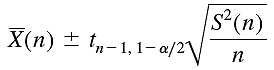 X̅(n) ± t_{n−1, 1−α/2} √(S²(n)/n)